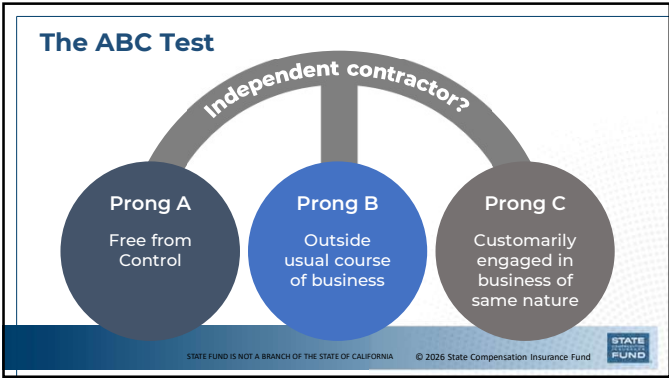 The ABC Test
Independent contractor?
Prong A
Free from
Control
Prong B
Outside
usual course
of business
Prong C
Customarily
engaged in
business of
same nature
STATE FUND IS NOT A BRANCH OF THE STATE OF CALIFORNIA
© 2026 State Compensation Insurance Fund
STATE
COMPENSATION
INSURANCE
FUND